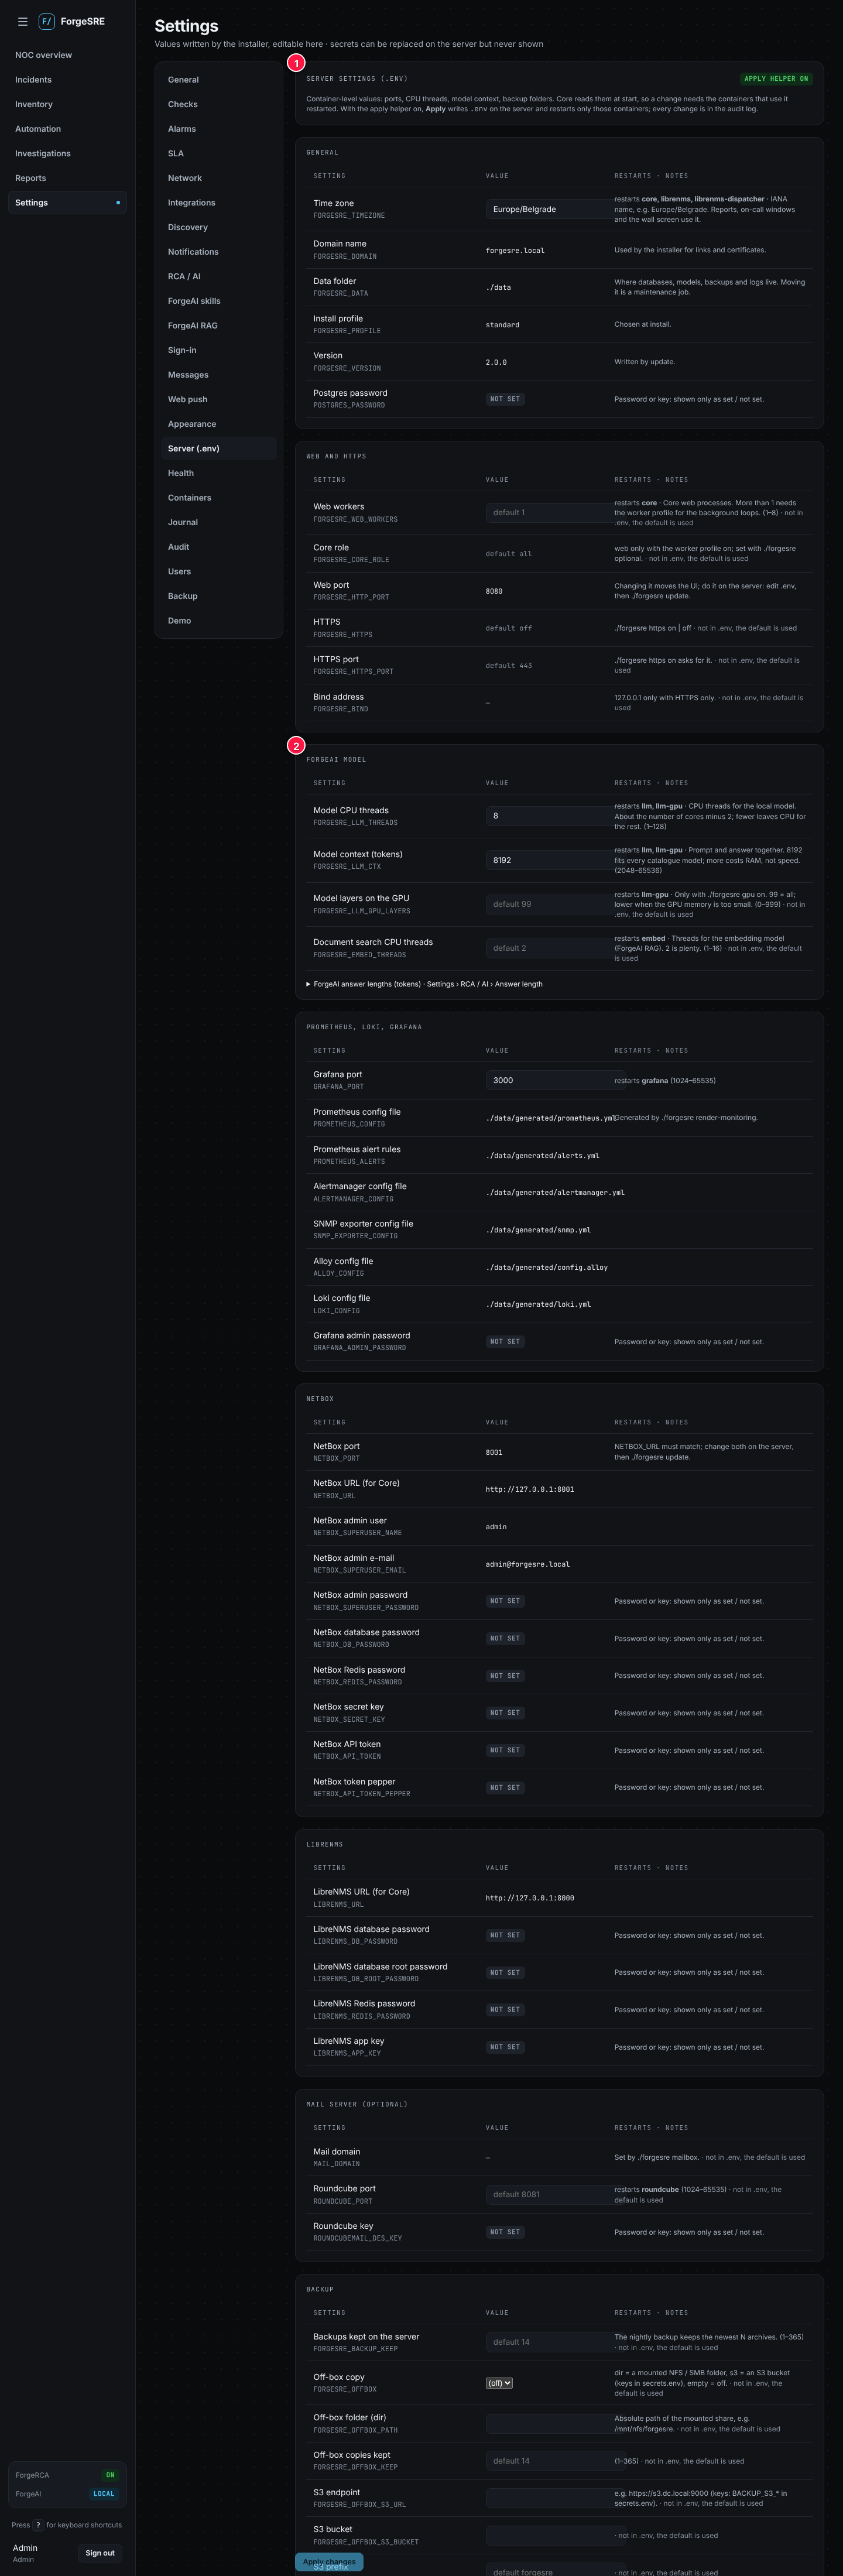 F/ ForgeSRE
NOC overview
Incidents
Inventory
Automation
Investigations
Reports
Settings
ForgeRCA ON
ForgeAI LOCAL
Press ? for keyboard shortcuts
Admin
Admin
Sign out
Settings
Values written by the installer, editable here · secrets can be replaced on the server but never shown
General
Checks
Alarms
SLA
Network
Integrations
Discovery
Notifications
RCA / AI
ForgeAI skills
ForgeAI RAG
Sign-in
Messages
Web push
Appearance
Server (.env)
Health
Containers
Journal
Audit
Users
Backup
Demo
1
SERVER SETTINGS (.ENV)
APPLY HELPER ON
Container-level values: ports, CPU threads, model context, backup folders. Core reads them at start, so a change needs the containers that use it
restarted. With the apply helper on, Apply writes .env on the server and restarts only those containers; every change is in the audit log.
GENERAL
SETTING VALUE RESTARTS · NOTES
Time zone
FORGESRE_TIMEZONE
Europe/Belgrade
restarts core, librenms, librenms-dispatcher · IANA
name, e.g. Europe/Belgrade. Reports, on-call windows
and the wall screen use it.
Domain name
FORGESRE_DOMAIN
forgesre.local
Used by the installer for links and certificates.
Data folder
FORGESRE_DATA
./data
Where databases, models, backups and logs live. Moving
it is a maintenance job.
Install profile
FORGESRE_PROFILE
standard
Chosen at install.
Version
FORGESRE_VERSION
2.0.0
Written by update.
Postgres password
POSTGRES_PASSWORD
NOT SET
Password or key: shown only as set / not set.
WEB AND HTTPS
SETTING VALUE RESTARTS · NOTES
Web workers
FORGESRE_WEB_WORKERS
default 1
restarts core · Core web processes. More than 1 needs
the worker profile for the background loops. (1–8) · not in
.env, the default is used
Core role
FORGESRE_CORE_ROLE
default all
web only with the worker profile on; set with ./forgesre
optional. · not in .env, the default is used
Web port
FORGESRE_HTTP_PORT
8080
Changing it moves the UI; do it on the server: edit .env,
then ./forgesre update.
HTTPS
FORGESRE_HTTPS
default off
./forgesre https on | off · not in .env, the default is used
HTTPS port
FORGESRE_HTTPS_PORT
default 443
./forgesre https on asks for it. · not in .env, the default is
used
Bind address
FORGESRE_BIND
—
127.0.0.1 only with HTTPS only. · not in .env, the default is
used
2
FORGEAI MODEL
SETTING VALUE RESTARTS · NOTES
Model CPU threads
FORGESRE_LLM_THREADS
8
restarts llm, llm-gpu · CPU threads for the local model.
About the number of cores minus 2; fewer leaves CPU for
the rest. (1–128)
Model context (tokens)
FORGESRE_LLM_CTX
8192
restarts llm, llm-gpu · Prompt and answer together. 8192
fits every catalogue model; more costs RAM, not speed.
(2048–65536)
Model layers on the GPU
FORGESRE_LLM_GPU_LAYERS
default 99
restarts llm-gpu · Only with ./forgesre gpu on. 99 = all;
lower when the GPU memory is too small. (0–999) · not in
.env, the default is used
Document search CPU threads
FORGESRE_EMBED_THREADS
default 2
restarts embed · Threads for the embedding model
(ForgeAI RAG). 2 is plenty. (1–16) · not in .env, the default
is used
▶ ForgeAI answer lengths (tokens) · Settings › RCA / AI › Answer length
PROMETHEUS, LOKI, GRAFANA
SETTING VALUE RESTARTS · NOTES
Grafana port
GRAFANA_PORT
3000
restarts grafana (1024–65535)
Prometheus config file
PROMETHEUS_CONFIG
./data/generated/prometheus.yml
Generated by ./forgesre render-monitoring.
Prometheus alert rules
PROMETHEUS_ALERTS
./data/generated/alerts.yml
Alertmanager config file
ALERTMANAGER_CONFIG
./data/generated/alertmanager.yml
SNMP exporter config file
SNMP_EXPORTER_CONFIG
./data/generated/snmp.yml
Alloy config file
ALLOY_CONFIG
./data/generated/config.alloy
Loki config file
LOKI_CONFIG
./data/generated/loki.yml
Grafana admin password
GRAFANA_ADMIN_PASSWORD
NOT SET
Password or key: shown only as set / not set.
NETBOX
SETTING VALUE RESTARTS · NOTES
NetBox port
NETBOX_PORT
8001
NETBOX_URL must match; change both on the server,
then ./forgesre update.
NetBox URL (for Core)
NETBOX_URL
http://127.0.0.1:8001
NetBox admin user
NETBOX_SUPERUSER_NAME
admin
NetBox admin e-mail
NETBOX_SUPERUSER_EMAIL
admin@forgesre.local
NetBox admin password
NETBOX_SUPERUSER_PASSWORD
NOT SET
Password or key: shown only as set / not set.
NetBox database password
NETBOX_DB_PASSWORD
NOT SET
Password or key: shown only as set / not set.
NetBox Redis password
NETBOX_REDIS_PASSWORD
NOT SET
Password or key: shown only as set / not set.
NetBox secret key
NETBOX_SECRET_KEY
NOT SET
Password or key: shown only as set / not set.
NetBox API token
NETBOX_API_TOKEN
NOT SET
Password or key: shown only as set / not set.
NetBox token pepper
NETBOX_API_TOKEN_PEPPER
NOT SET
Password or key: shown only as set / not set.
LIBRENMS
SETTING VALUE RESTARTS · NOTES
LibreNMS URL (for Core)
LIBRENMS_URL
http://127.0.0.1:8000
LibreNMS database password
LIBRENMS_DB_PASSWORD
NOT SET
Password or key: shown only as set / not set.
LibreNMS database root password
LIBRENMS_DB_ROOT_PASSWORD
NOT SET
Password or key: shown only as set / not set.
LibreNMS Redis password
LIBRENMS_REDIS_PASSWORD
NOT SET
Password or key: shown only as set / not set.
LibreNMS app key
LIBRENMS_APP_KEY
NOT SET
Password or key: shown only as set / not set.
MAIL SERVER (OPTIONAL)
SETTING VALUE RESTARTS · NOTES
Mail domain
MAIL_DOMAIN
—
Set by ./forgesre mailbox. · not in .env, the default is used
Roundcube port
ROUNDCUBE_PORT
default 8081
restarts roundcube (1024–65535) · not in .env, the
default is used
Roundcube key
ROUNDCUBEMAIL_DES_KEY
NOT SET
Password or key: shown only as set / not set.
BACKUP
SETTING VALUE RESTARTS · NOTES
Backups kept on the server
FORGESRE_BACKUP_KEEP
default 14
The nightly backup keeps the newest N archives. (1–365)
· not in .env, the default is used
Off-box copy
FORGESRE_OFFBOX
(off)
dir = a mounted NFS / SMB folder, s3 = an S3 bucket
(keys in secrets.env), empty = off. · not in .env, the
default is used
Off-box folder (dir)
FORGESRE_OFFBOX_PATH
Absolute path of the mounted share, e.g.
/mnt/nfs/forgesre. · not in .env, the default is used
Off-box copies kept
FORGESRE_OFFBOX_KEEP
default 14
(1–365) · not in .env, the default is used
S3 endpoint
FORGESRE_OFFBOX_S3_URL
e.g. https://s3.dc.local:9000 (keys: BACKUP_S3_* in
secrets.env). · not in .env, the default is used
S3 bucket
FORGESRE_OFFBOX_S3_BUCKET
· not in .env, the default is used
Apply changes
S3 prefix
default forgesre
· not in .env, the default is used